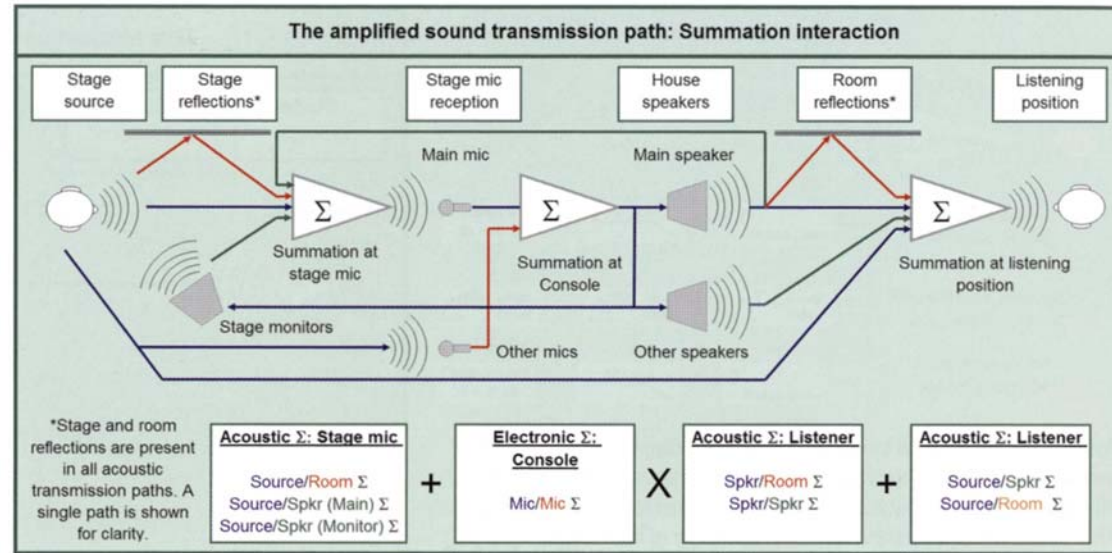 The amplified sound transmission path: Summation interaction
Stage
source
Stage
reflections*
Stage mic
reception
House
speakers
Room
reflections*
Listening
position
Main mic
Main speaker
Σ
Σ
Σ
Summation at
stage mic
Summation at
Console
Summation at listening
position
Stage monitors
Other mics
Other speakers
*Stage and room
reflections are present
in all acoustic
transmission paths. A
single path is shown
for clarity.
Acoustic Σ: Stage mic
Source/Room Σ
Source/Spkr (Main) Σ
Source/Spkr (Monitor) Σ
+
Electronic Σ:
Console
Mic/Mic Σ
X
Acoustic Σ: Listener
Spkr/Room Σ
Spkr/Spkr Σ
+
Acoustic Σ: Listener
Source/Spkr Σ
Source/Room Σ